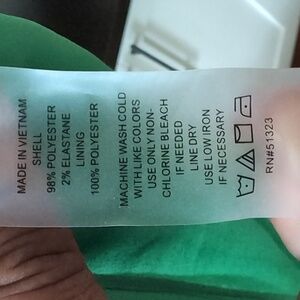 MADE IN VIETNAM
SHELL
98% POLYESTER
2% ELASTANE
LINING
100% POLYESTER
MACHINE WASH COLD
WITH LIKE COLORS
USE ONLY NON-
CHLORINE BLEACH
IF NEEDED
LINE DRY
USE LOW IRON
IF NECESSARY
RN#51323